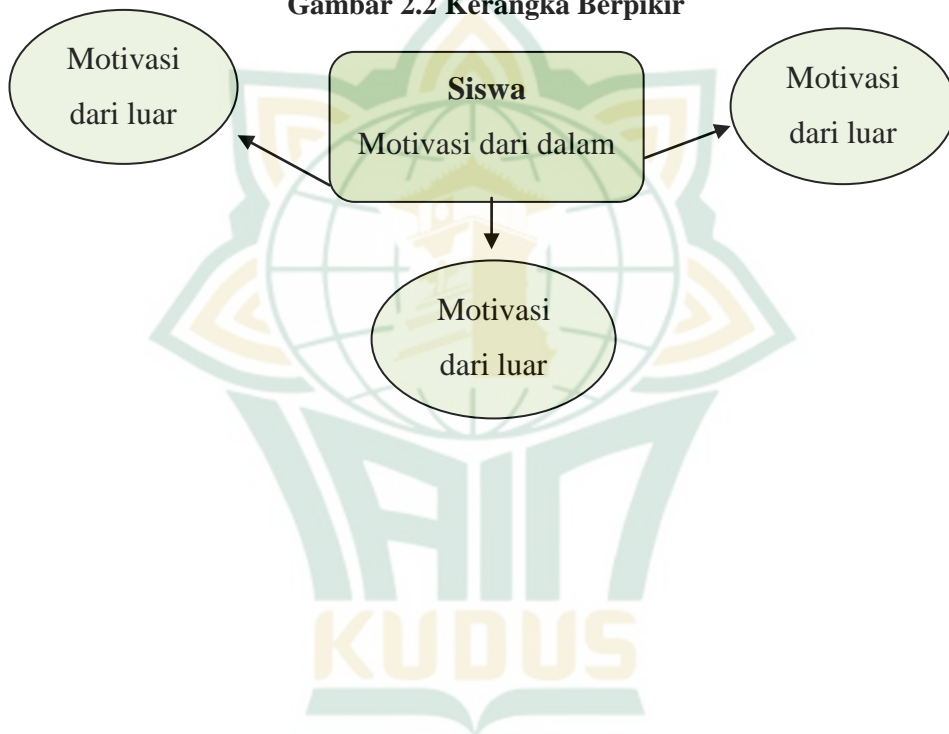 Gambar 2.2 Kerangka Berpikir
Motivasi
dari luar
Siswa
Motivasi dari dalam
Motivasi
dari luar
Motivasi
dari luar
IAIN
KUDUS